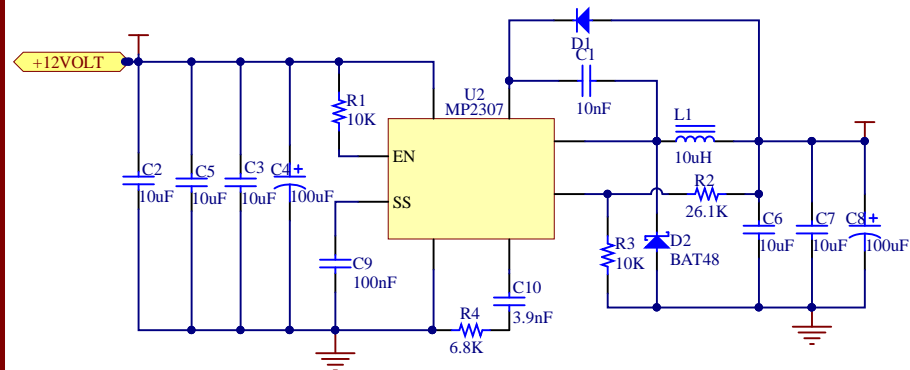 +12VOLT
D1
C1
10nF
U2
MP2307
R1
10K
L1
10uH
EN
SS
C2
10uF
C5
10uF
C3
10uF
C4
+
100uF
R2
26.1K
C6
10uF
C7
10uF
C8
+
100uF
R3
10K
D2
BAT48
C9
100nF
C10
3.9nF
R4
6.8K